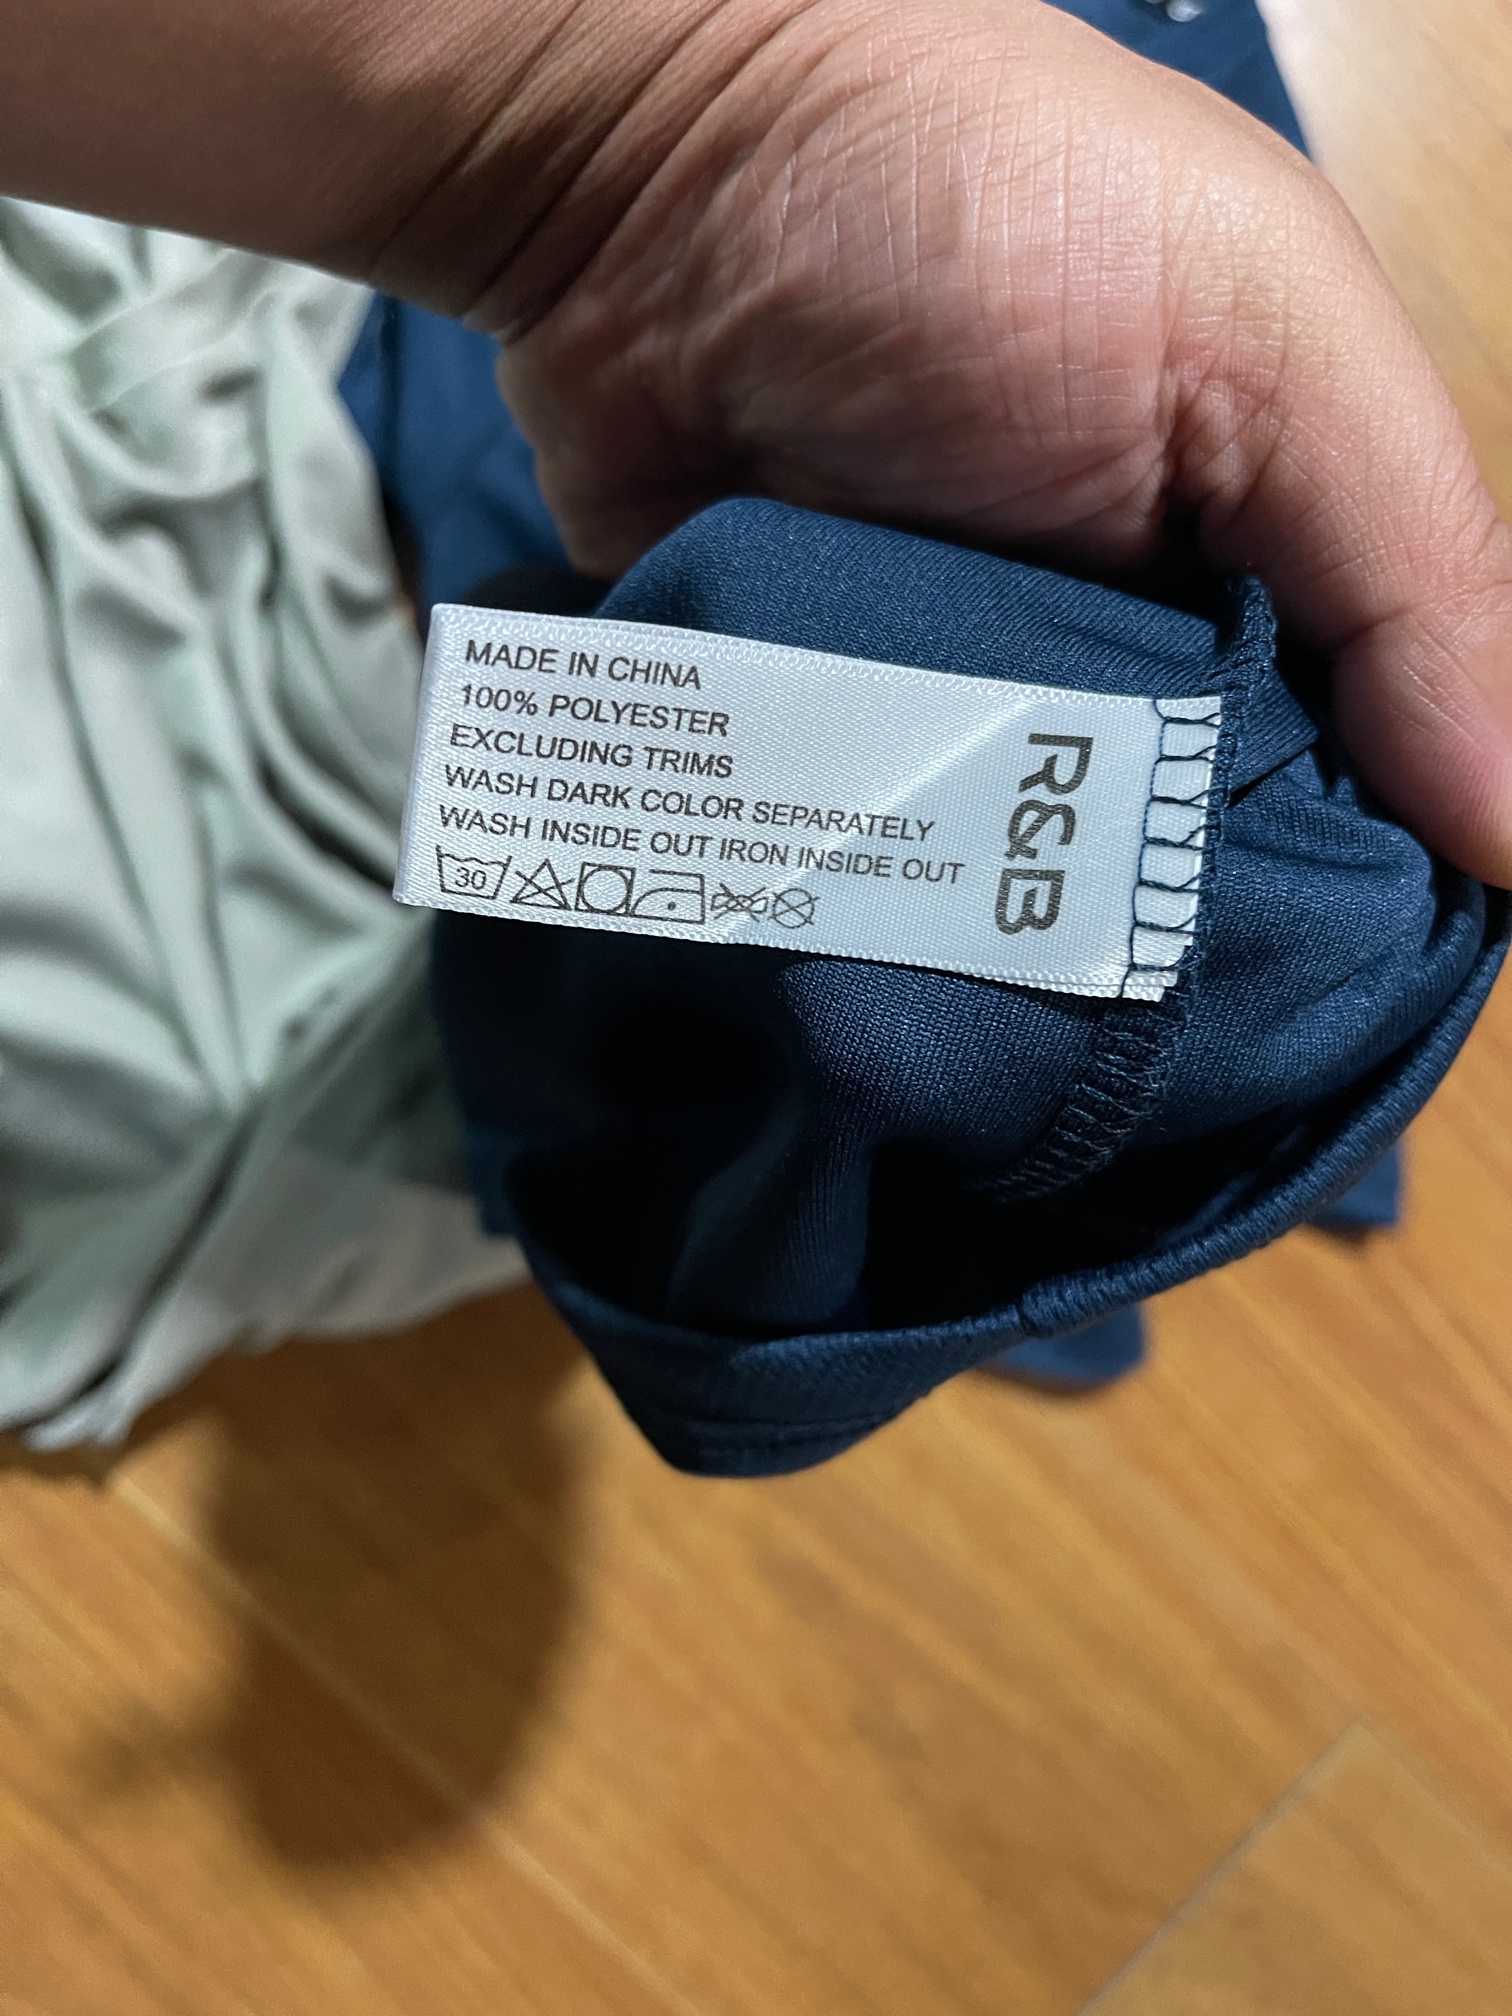 MADE IN CHINA
100% POLYESTER
EXCLUDING TRIMS
WASH DARK COLOR SEPARATELY
WASH INSIDE OUT IRON INSIDE OUT
30
R&B